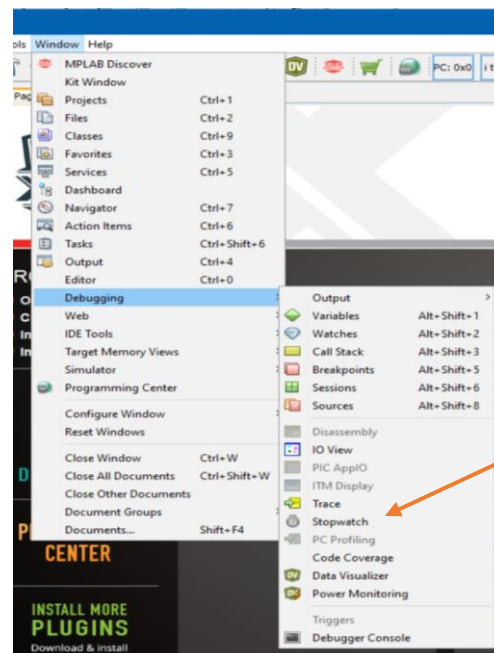 Window Help
PC: 0x0
MPLAB Discover
Kit Window
Projects Ctrl+1
Files Ctrl+2
Classes Ctrl+9
Favorites Ctrl+3
Services Ctrl+5
Dashboard
Navigator Ctrl+7
Action Items Ctrl+6
Tasks Ctrl+Shift+6
Output Ctrl+4
Editor Ctrl+0
Debugging
Web
IDE Tools
Target Memory Views
Simulator
Programming Center
Configure Window
Reset Windows
Close Window Ctrl+W
Close All Documents Ctrl+Shift+W
Close Other Documents
Document Groups
Documents... Shift+F4
Output
Variables Alt+Shift+1
Watches Alt+Shift+2
Call Stack Alt+Shift+3
Breakpoints Alt+Shift+5
Sessions Alt+Shift+6
Sources Alt+Shift+8
Disassembly
IO View
PIC AppIO
ITM Display
Trace
Stopwatch
PC Profiling
Code Coverage
Data Visualizer
Power Monitoring
Triggers
Debugger Console
CENTER
INSTALL MORE
PLUGINS
Download & install